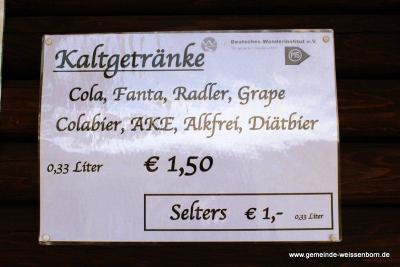 Deutsches Wanderinstitut e.V.
Kaltgetränke
Cola, Fanta, Radler, Grape
Colabier, AKE, Alkfrei, Diätbier
0,33 Liter € 1,50
Selters € 1,- 0,33 Liter
www.gemeinde-weissenborn.de